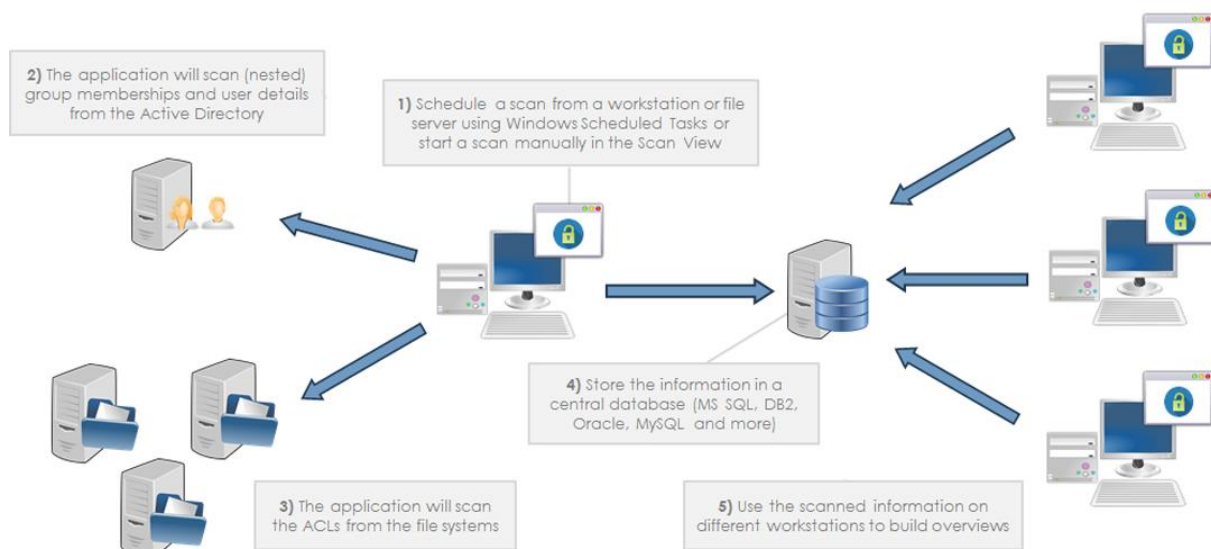 2) The application will scan (nested)
group memberships and user details
from the Active Directory
1) Schedule a scan from a workstation or file
server using Windows Scheduled Tasks or
start a scan manually in the Scan View
4) Store the information in a
central database (MS SQL, DB2,
Oracle, MySQL and more)
3) The application will scan
the ACLs from the file systems
5) Use the scanned information on
different workstations to build overviews